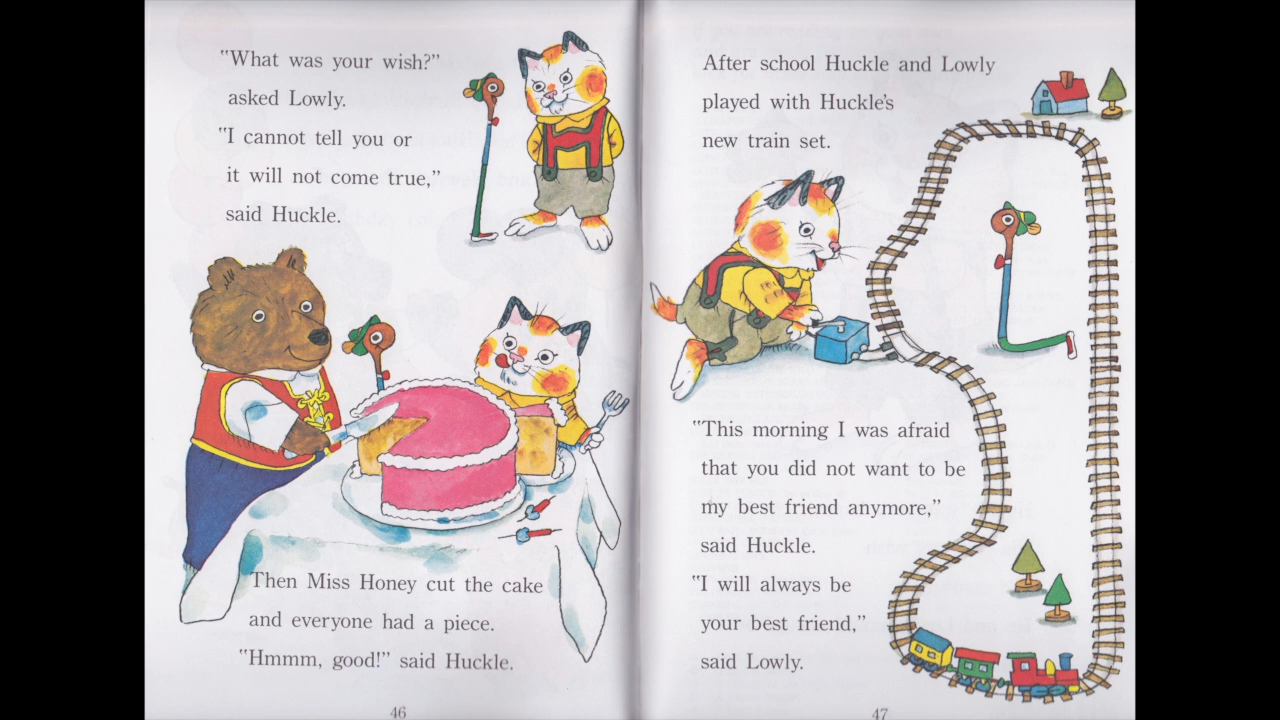 "What was your wish?"
asked Lowly.
"I cannot tell you or
it will not come true,"
said Huckle.
Then Miss Honey cut the cake
and everyone had a piece.
"Hmmm, good!" said Huckle.
46
After school Huckle and Lowly
played with Huckle's
new train set.
"This morning I was afraid
that you did not want to be
my best friend anymore,"
said Huckle.
"I will always be
your best friend,"
said Lowly.
47